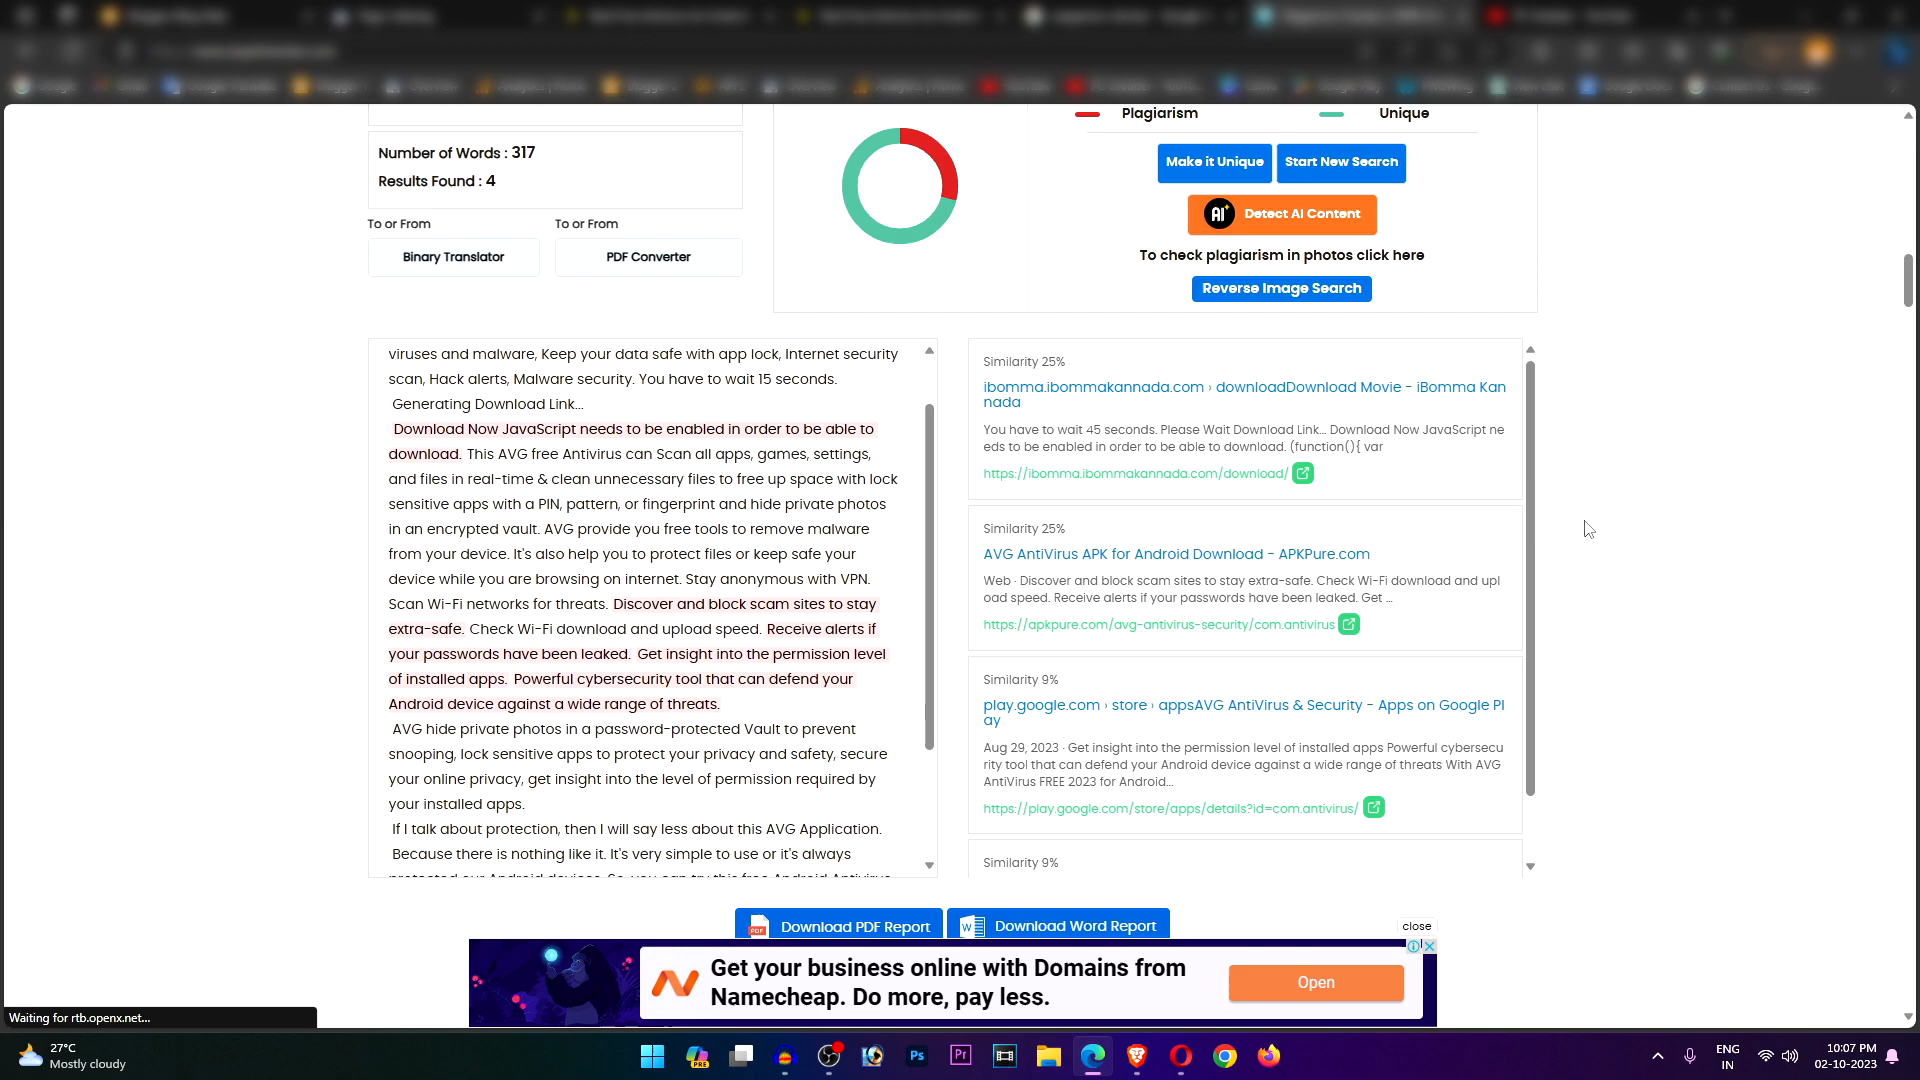 Plagiarism
Unique
Number of Words : 317
Results Found : 4
Make it Unique
Start New Search
AI
Detect AI Content
To or From
To or From
Binary Translator
PDF Converter
To check plagiarism in photos click here
Reverse Image Search
viruses and malware, Keep your data safe with app lock, Internet security
scan, Hack alerts, Malware security. You have to wait 15 seconds.
Generating Download Link...
Download Now JavaScript needs to be enabled in order to be able to
download. This AVG free Antivirus can Scan all apps, games, settings,
and files in real-time & clean unnecessary files to free up space with lock
sensitive apps with a PIN, pattern, or fingerprint and hide private photos
in an encrypted vault. AVG provide you free tools to remove malware
from your device. It's also help you to protect files or keep safe your
device while you are browsing on internet. Stay anonymous with VPN.
Scan Wi-Fi networks for threats. Discover and block scam sites to stay
extra-safe. Check Wi-Fi download and upload speed. Receive alerts if
your passwords have been leaked. Get insight into the permission level
of installed apps. Powerful cybersecurity tool that can defend your
Android device against a wide range of threats.
AVG hide private photos in a password-protected Vault to prevent
snooping, lock sensitive apps to protect your privacy and safety, secure
your online privacy, get insight into the level of permission required by
your installed apps.
If I talk about protection, then I will say less about this AVG Application.
Because there is nothing like it. It's very simple to use or it's always
protected our Android devices. So, you can try this free Android Antivirus
Similarity 25%
ibomma.ibommakannada.com › downloadDownload Movie - iBomma Kan
nada
You have to wait 45 seconds. Please Wait Download Link... Download Now JavaScript ne
eds to be enabled in order to be able to download. (function(){ var
https://ibomma.ibommakannada.com/download/
Similarity 25%
AVG AntiVirus APK for Android Download - APKPure.com
Web · Discover and block scam sites to stay extra-safe. Check Wi-Fi download and upl
oad speed. Receive alerts if your passwords have been leaked. Get ...
https://apkpure.com/avg-antivirus-security/com.antivirus
Similarity 9%
play.google.com › store › appsAVG AntiVirus & Security - Apps on Google Pl
ay
Aug 29, 2023 · Get insight into the permission level of installed apps Powerful cybersecu
rity tool that can defend your Android device against a wide range of threats With AVG
AntiVirus FREE 2023 for Android...
https://play.google.com/store/apps/details?id=com.antivirus/
Similarity 9%
PDF
Download PDF Report
W
Download Word Report
close
Get your business online with Domains from
Namecheap. Do more, pay less.
Open
Waiting for rtb.openx.net...
27°C
Mostly cloudy
PRE
Ps
Pr
ENG
IN
10:07 PM
02-10-2023